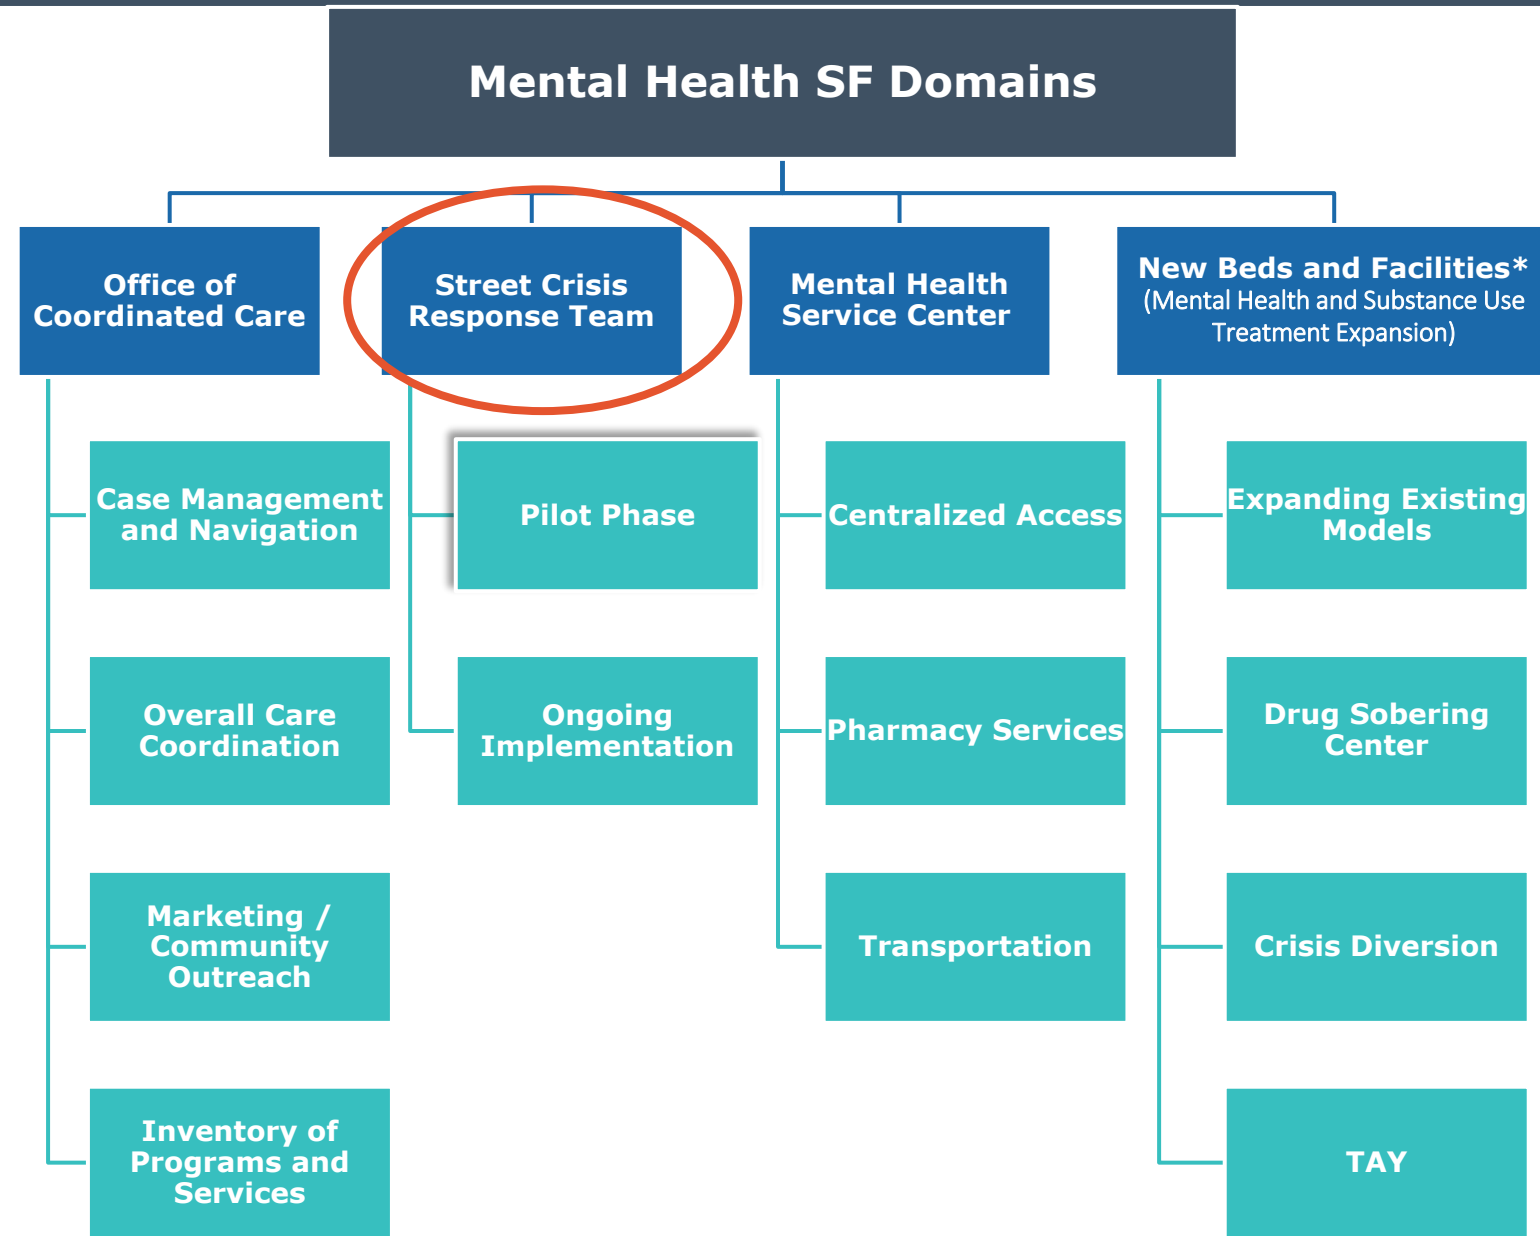 Mental Health SF Domains
Office of
Coordinated Care
Street Crisis
Response Team
Mental Health
Service Center
New Beds and Facilities*
(Mental Health and Substance Use
Treatment Expansion)
Case Management
and Navigation
Pilot Phase
Centralized Access
Expanding Existing
Models
Overall Care
Coordination
Ongoing
Implementation
Pharmacy Services
Drug Sobering
Center
Marketing /
Community
Outreach
Transportation
Crisis Diversion
Inventory of
Programs and
Services
TAY